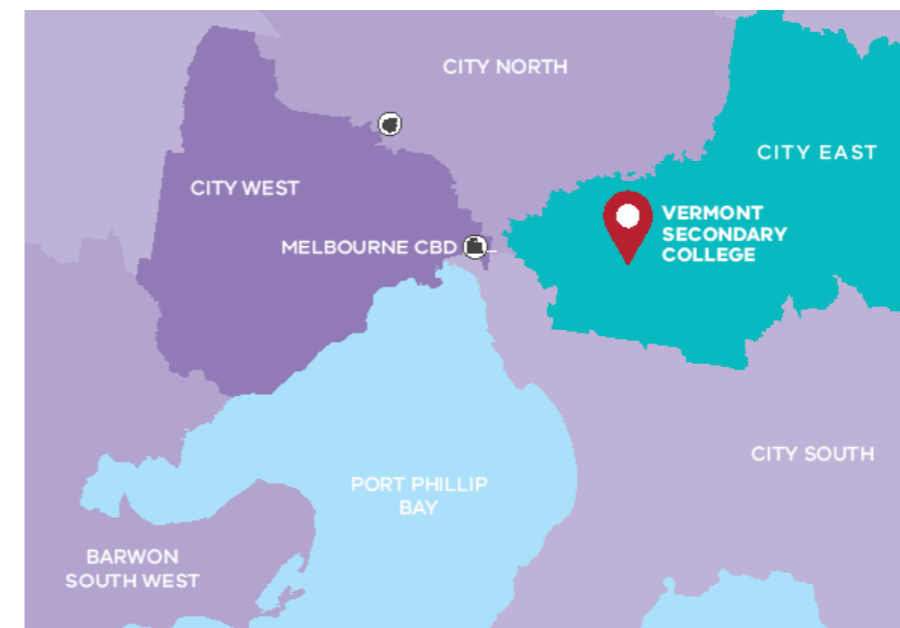 CITY NORTH
CITY EAST
CITY WEST
VERMONT
SECONDARY
COLLEGE
MELBOURNE CBD
CITY SOUTH
PORT PHILLIP
BAY
BARWON
SOUTH WEST